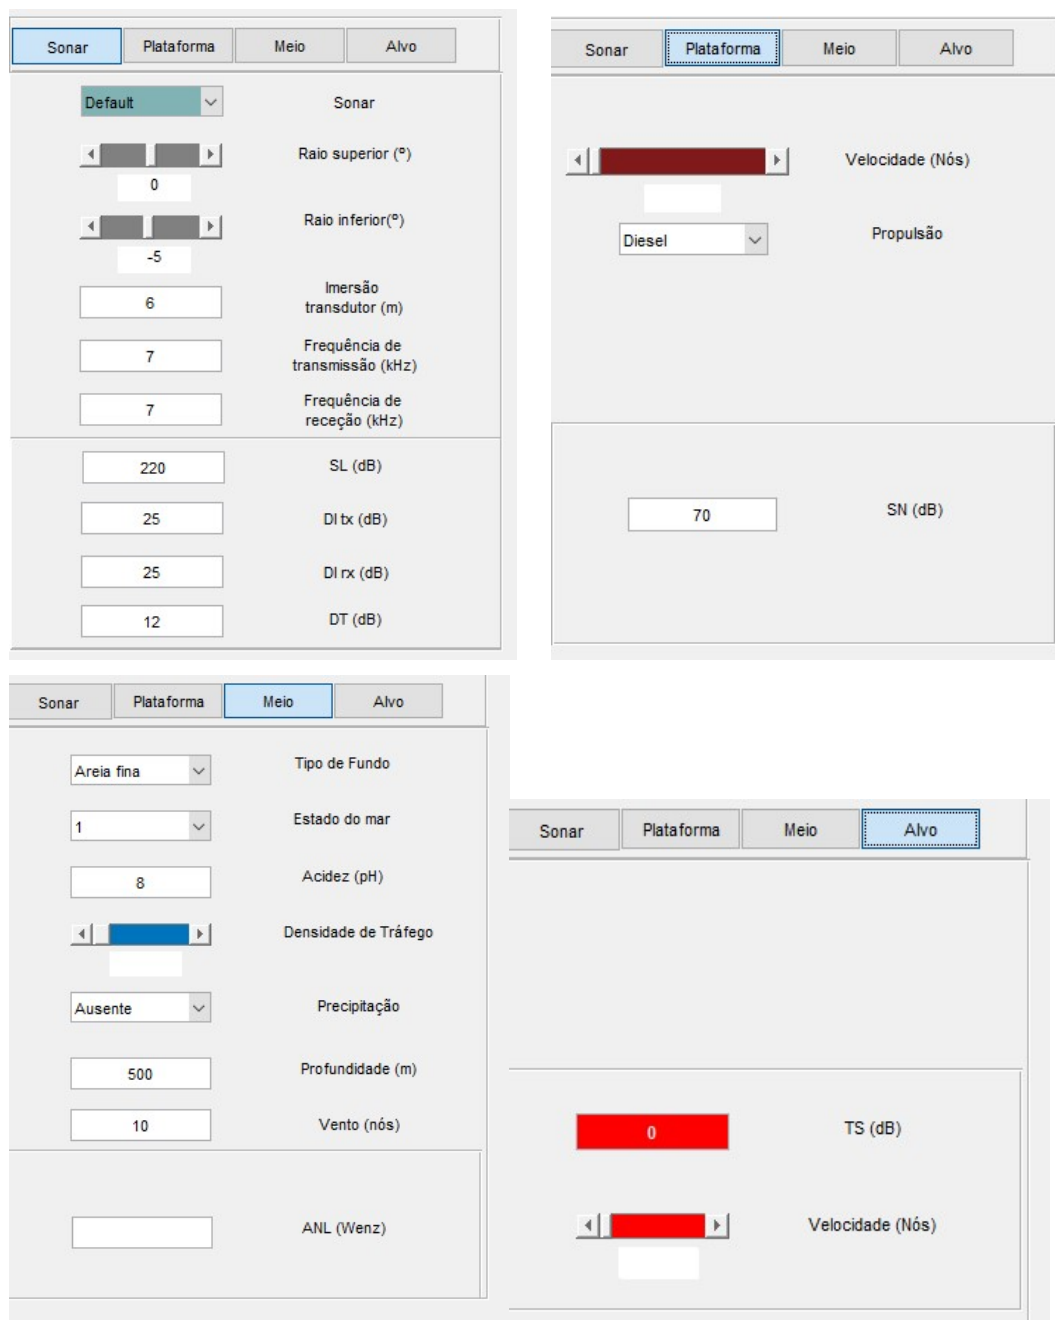 Sonar Plataforma Meio Alvo
Default Sonar
Raio superior (º)
0
Raio inferior(º)
-5
Imersão
transdutor (m)
6
Frequência de
transmissão (kHz)
7
Frequência de
receção (kHz)
7
220 SL (dB)
25 DI tx (dB)
25 DI rx (dB)
12 DT (dB)
Sonar Plataforma Meio Alvo
Velocidade (Nós)
Diesel Propulsão
70 SN (dB)
Sonar Plataforma Meio Alvo
Areia fina Tipo de Fundo
1 Estado do mar
8 Acidez (pH)
Densidade de Tráfego
Ausente Precipitação
500 Profundidade (m)
10 Vento (nós)
ANL (Wenz)
Sonar Plataforma Meio Alvo
0 TS (dB)
Velocidade (Nós)